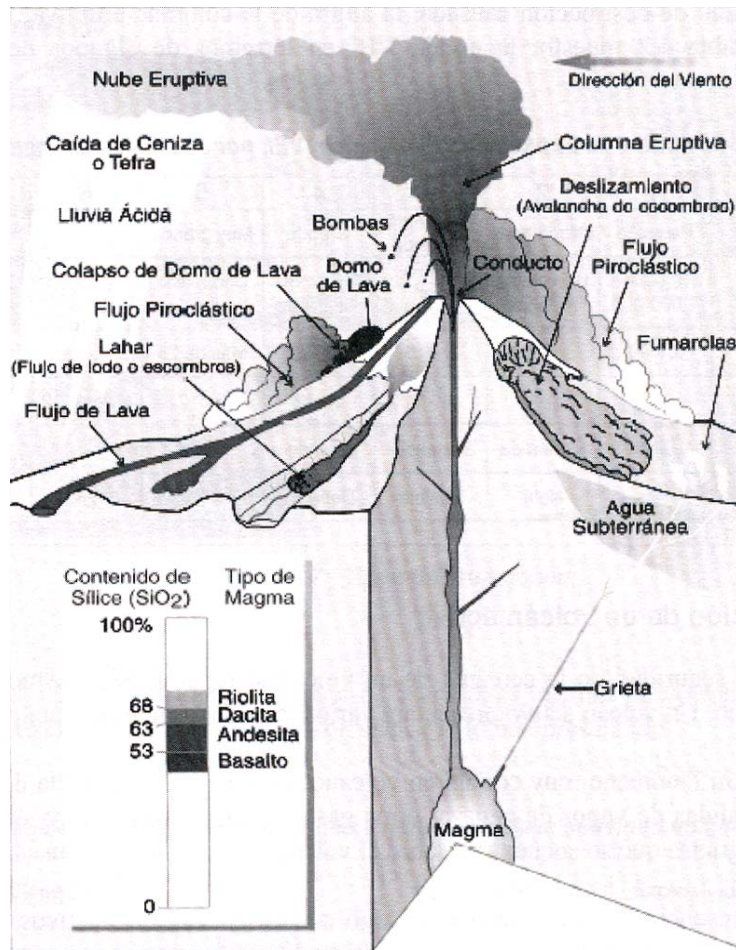 Nube Eruptiva
Dirección del Viento
Caída de Ceniza
o Tefra
Columna Eruptiva
Deslizamiento
(Avalancha de escombros)
Lluvia Ácida
Bombas
Flujo
Piroclástico
Colapso de Domo de Lava
Domo
de Lava
Conducto
Flujo Piroclástico
Fumarolas
Lahar
(Flujo de lodo o escombros)
Flujo de Lava
Agua
Subterránea
Contenido de
Sílice (SiO2)
Tipo de
Magma
100%
68
Riolita
Dacita
63
Andesita
53
Basalto
0
Grieta
Magma